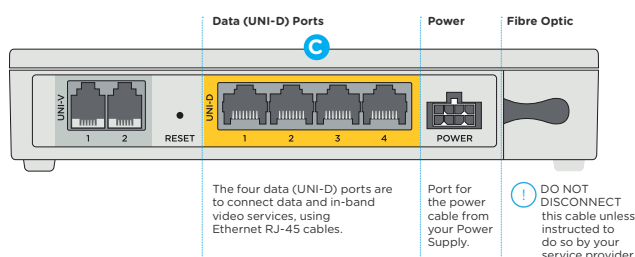 Data (UNI-D) Ports
Power
Fibre Optic
C
UNI-V
1 2
RESET
UNI-D
1 2 3 4
POWER
The four data (UNI-D) ports are
to connect data and in-band
video services, using
Ethernet RJ-45 cables.
Port for
the power
cable from
your Power
Supply.
!
DO NOT
DISCONNECT
this cable unless
instructed to
do so by your
service provider